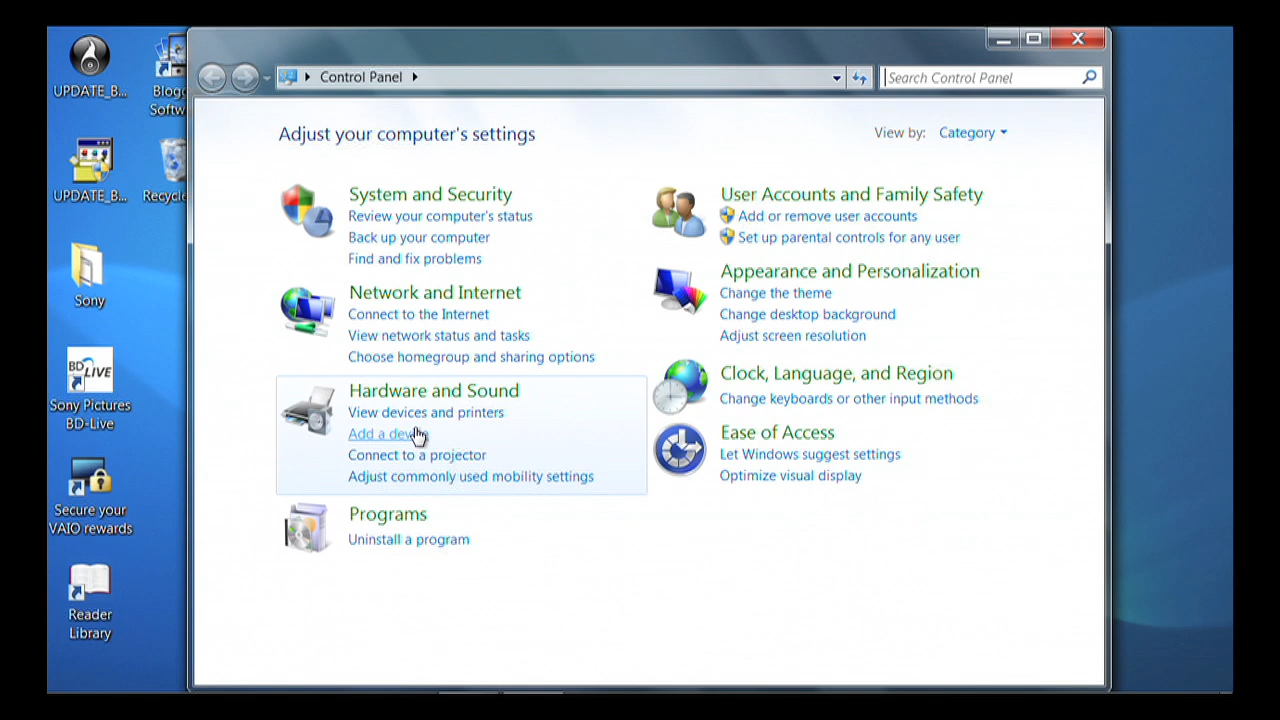 UPDATE_B...
Blogg
Softw
UPDATE_B...
Recycle
Sony
BD LIVE
Sony Pictures
BD-Live
Secure your
VAIO rewards
Reader
Library
Control Panel
Search Control Panel
Adjust your computer's settings
View by: Category
System and Security
Review your computer's status
Back up your computer
Find and fix problems
Network and Internet
Connect to the Internet
View network status and tasks
Choose homegroup and sharing options
Hardware and Sound
View devices and printers
Add a dev
Connect to a projector
Adjust commonly used mobility settings
Programs
Uninstall a program
User Accounts and Family Safety
Add or remove user accounts
Set up parental controls for any user
Appearance and Personalization
Change the theme
Change desktop background
Adjust screen resolution
Clock, Language, and Region
Change keyboards or other input methods
Ease of Access
Let Windows suggest settings
Optimize visual display